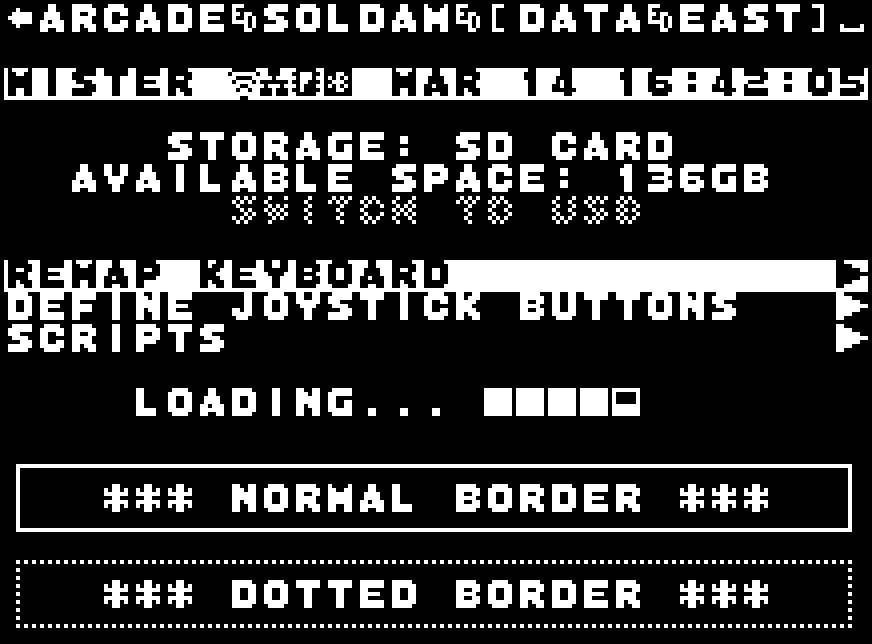 ARCADE SOLDAM [DATA EAST]
MISTER MAR 14 16:42:05
STORAGE: SD CARD
AVAILABLE SPACE: 136GB
SWITCH TO USB
REMAP KEYBOARD
DEFINE JOYSTICK BUTTONS
SCRIPTS
LOADING...
*** NORMAL BORDER ***
*** DOTTED BORDER ***